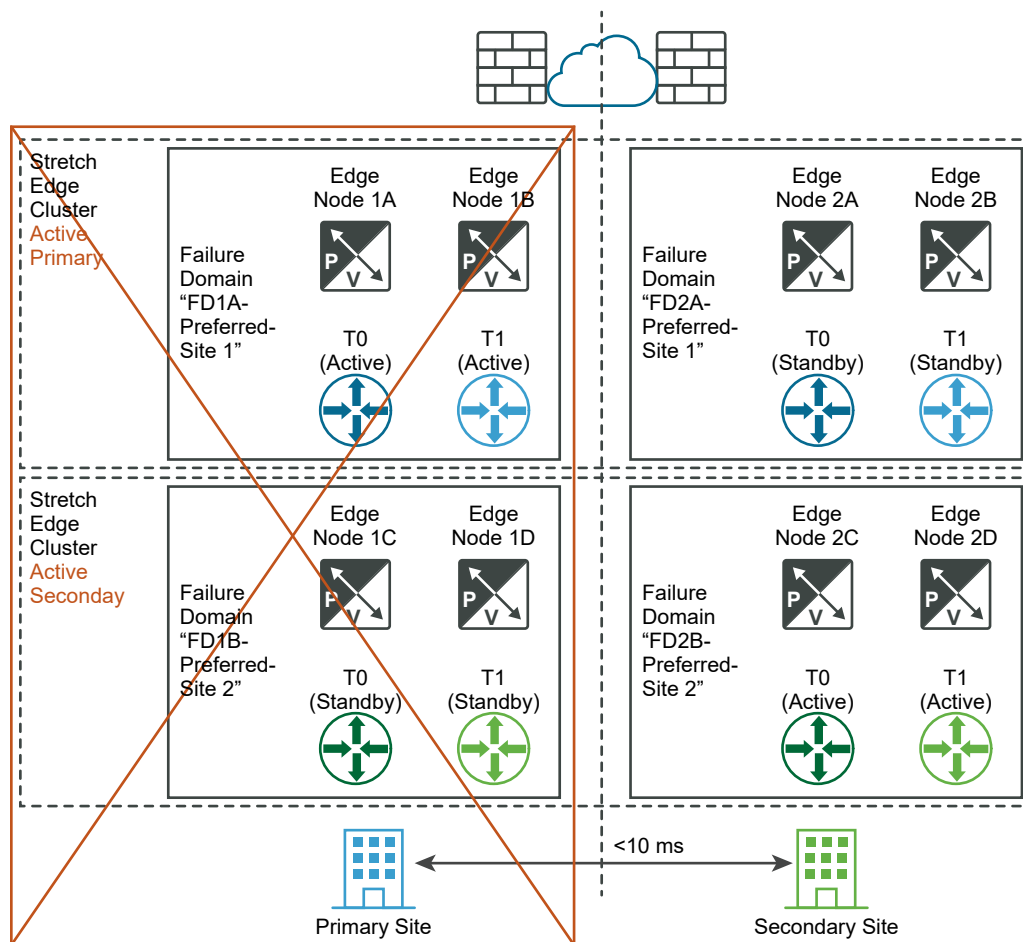 Stretch
Edge
Cluster
Active
Primary
Failure
Domain
“FD1A-
Preferred-
Site 1”
Edge
Node 1A
Edge
Node 1B
P
V
P
V
T0
(Active)
T1
(Active)
Failure
Domain
“FD2A-
Preferred-
Site 1”
Edge
Node 2A
Edge
Node 2B
P
V
P
V
T0
(Standby)
T1
(Standby)
Stretch
Edge
Cluster
Active
Seconday
Failure
Domain
“FD1B-
Preferred-
Site 2”
Edge
Node 1C
Edge
Node 1D
P
V
P
V
T0
(Standby)
T1
(Standby)
Failure
Domain
“FD2B-
Preferred-
Site 2”
Edge
Node 2C
Edge
Node 2D
P
V
P
V
T0
(Active)
T1
(Active)
<10 ms
Primary Site
Secondary Site